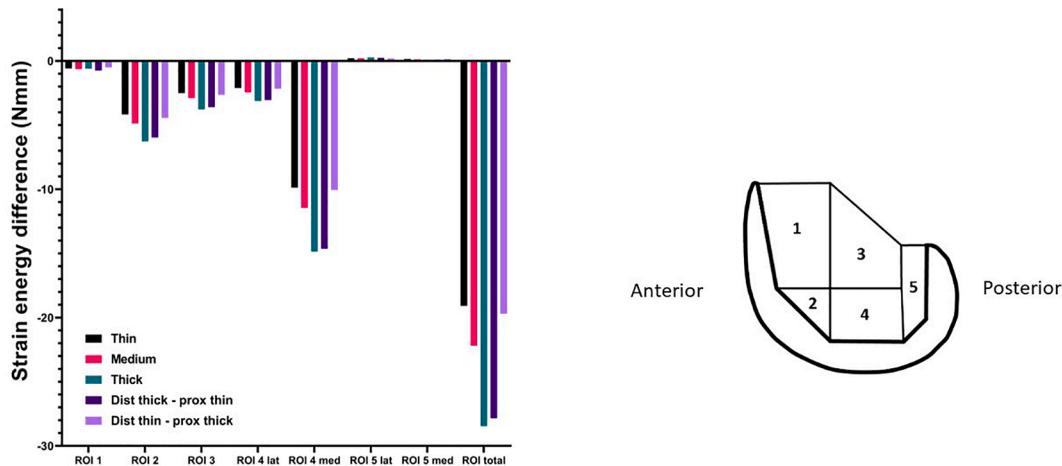 Strain energy difference (Nmm)
0
-10
-20
-30
Thin
Medium
Thick
Dist thick - prox thin
Dist thin - prox thick
ROI 1 ROI 2 ROI 3 ROI 4 lat ROI 4 med ROI 5 lat ROI 5 med ROI total
1
3
5
2
4
Anterior
Posterior